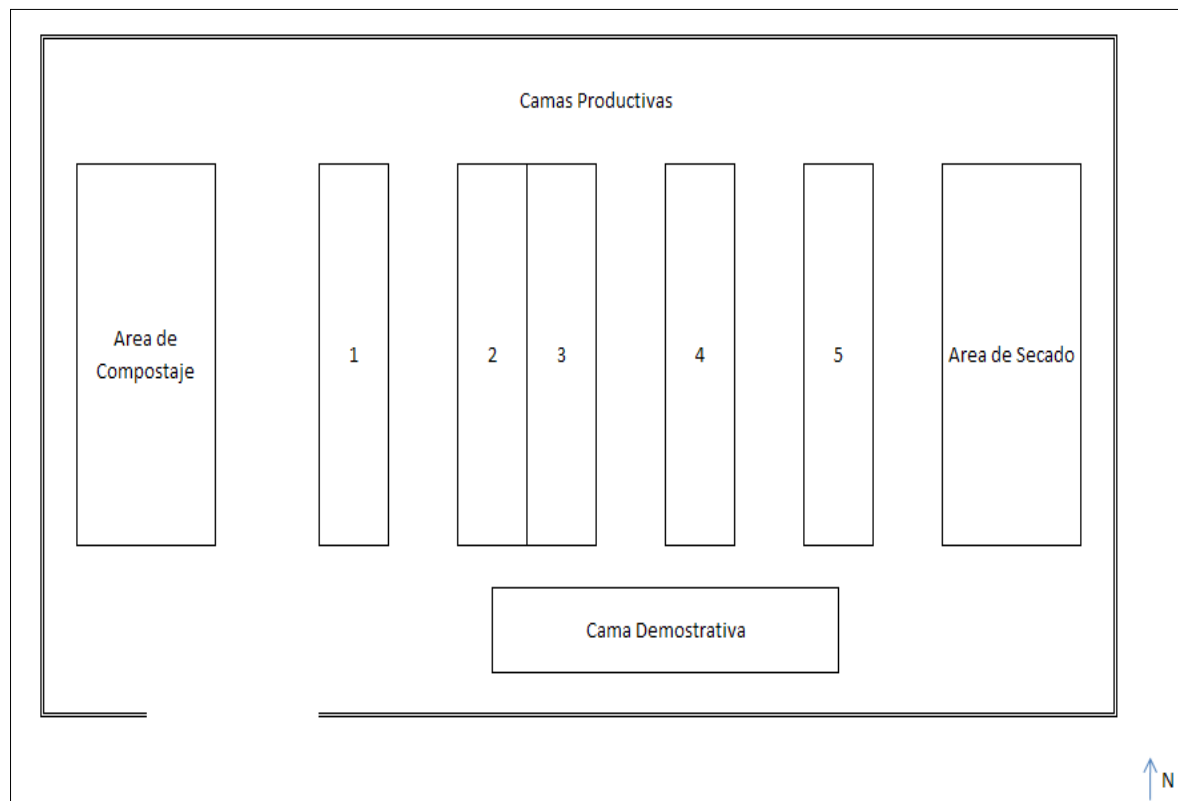 Camas Productivas
Area de
Compostaje
1
2
3
4
5
Area de Secado
Cama Demostrativa
N